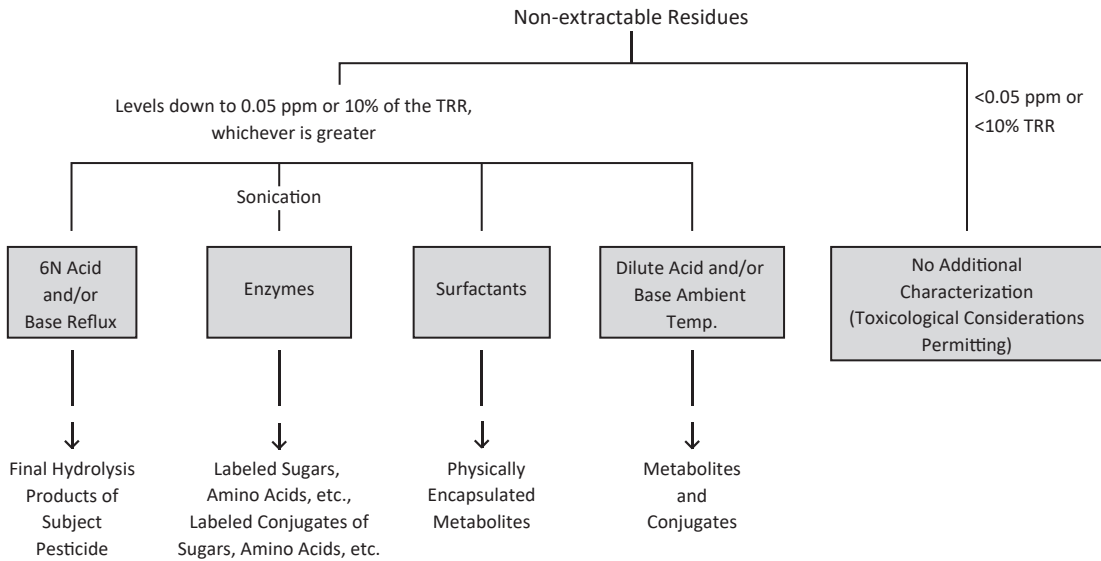 Non-extractable Residues
Levels down to 0.05 ppm or 10% of the TRR,
whichever is greater
<0.05 ppm or
<10% TRR
Sonication
6N Acid
and/or
Base Reflux
Enzymes
Surfactants
Dilute Acid and/or
Base Ambient
Temp.
No Additional
Characterization
(Toxicological Considerations
Permitting)
Final Hydrolysis
Products of
Subject
Pesticide
Labeled Sugars,
Amino Acids, etc.,
Labeled Conjugates of
Sugars, Amino Acids, etc.
Physically
Encapsulated
Metabolites
Metabolites
and
Conjugates